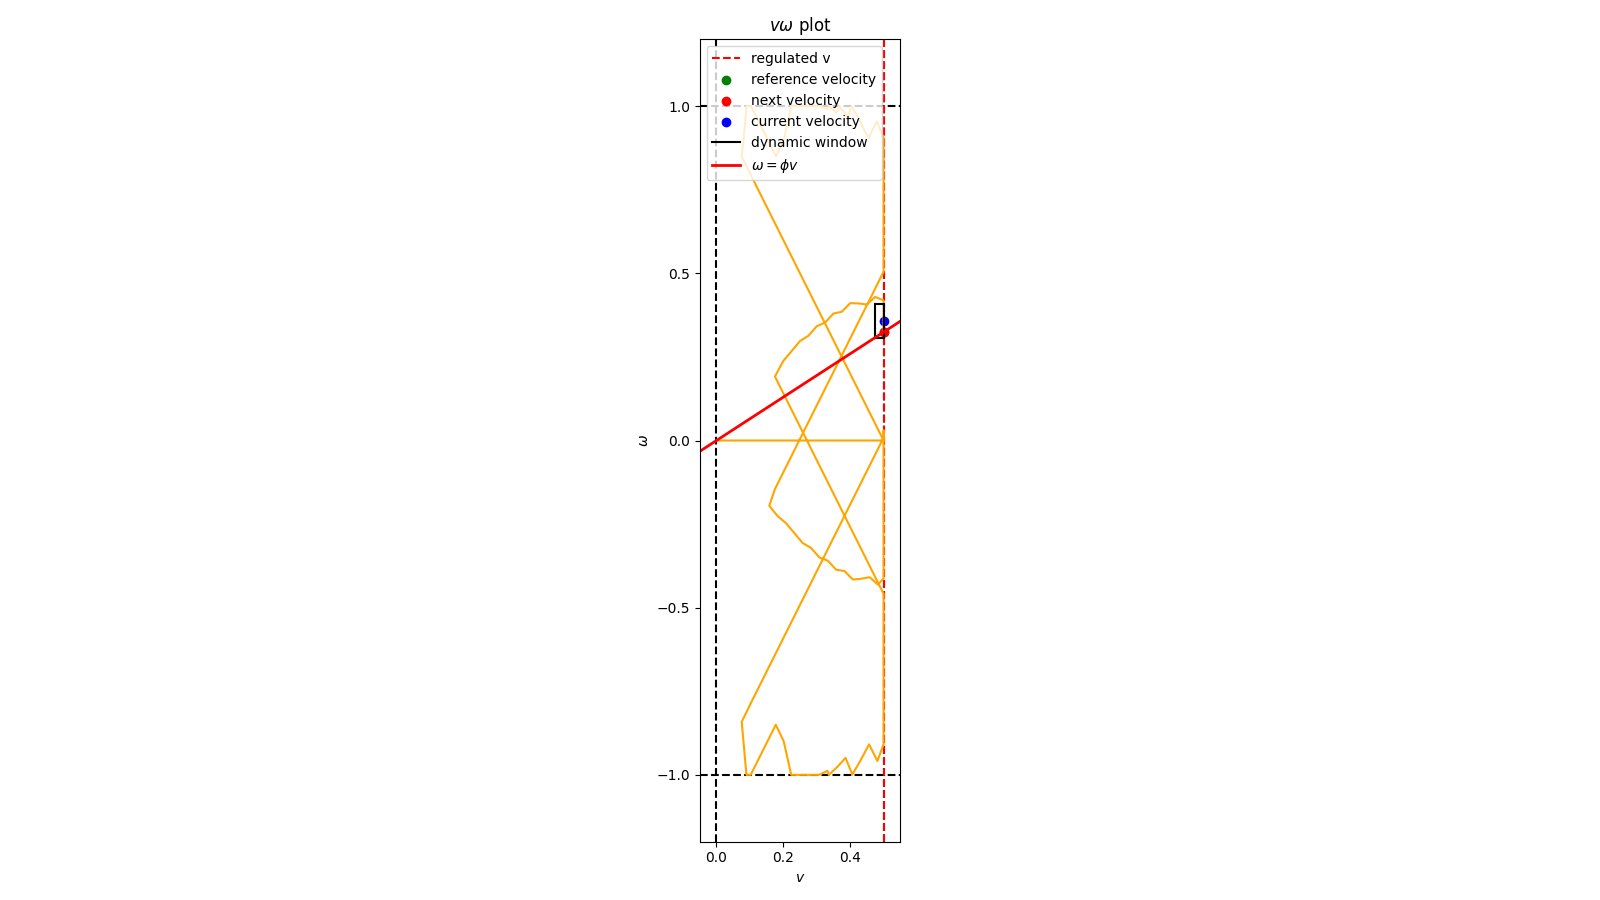 vω plot
regulated v
reference velocity
next velocity
current velocity
dynamic window
ω = ϕv
1.0
0.5
0.0
−0.5
−1.0
ω
0.0 0.2 0.4
v